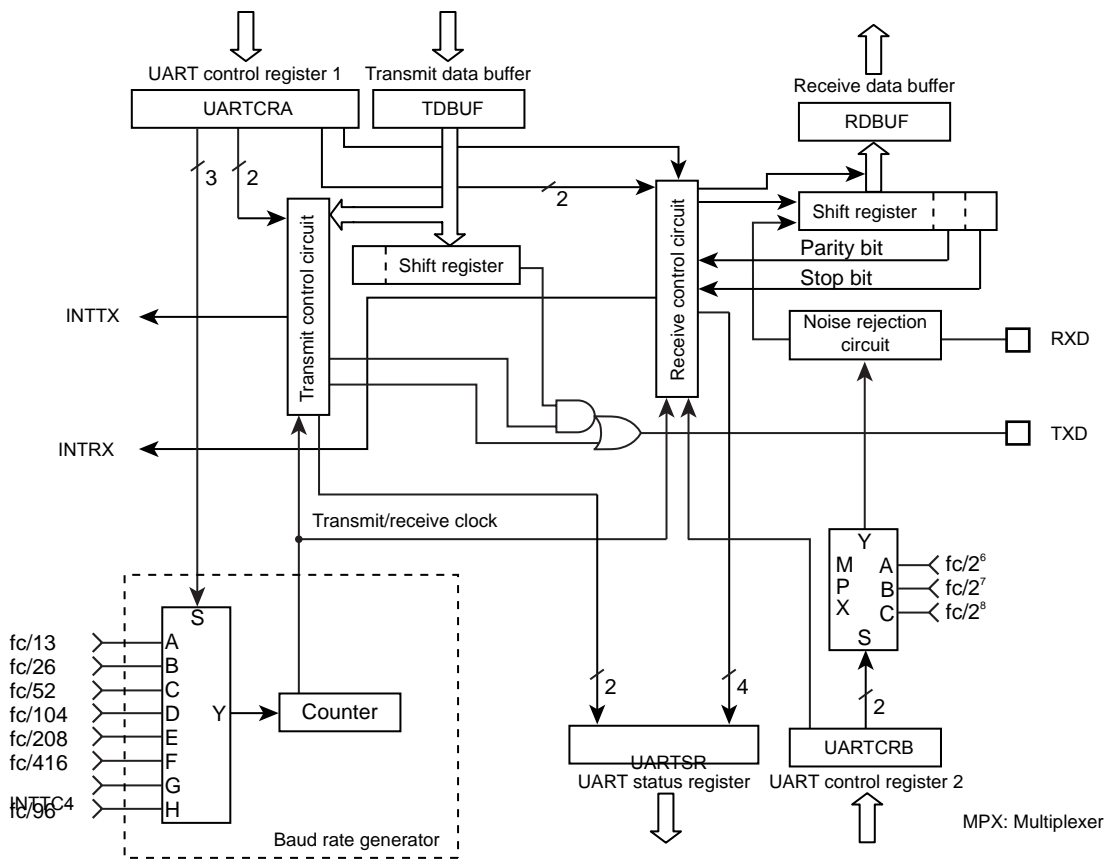 UART control register 1
Transmit data buffer
Receive data buffer
UARTCRA
TDBUF
RDBUF
3
2
2
Transmit control circuit
Receive control circuit
Shift register
Shift register
Parity bit
Stop bit
INTTX
Noise rejection
circuit
RXD
INTRX
TXD
Transmit/receive clock
Y
M
P
X
A
B
C
S
fc/2⁶
fc/2⁷
fc/2⁸
S
fc/13
fc/26
fc/52
fc/104
fc/208
fc/416
INTTC4
fc/96
A
B
C
D
E
F
G
H
Y
Counter
2
4
2
UARTSR
UART status register
UARTCRB
UART control register 2
Baud rate generator
MPX: Multiplexer